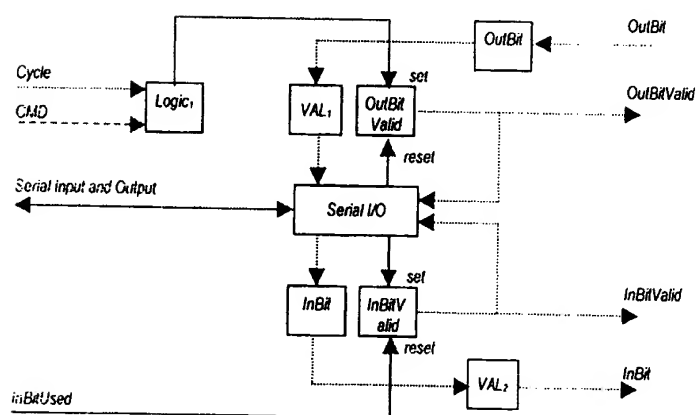 OutBit
OutBit
Cycle
set
Logic₁
VAL₁
OutBit
Valid
OutBitValid
CMD
reset
Serial Input and Output
Serial I/O
set
InBit
InBitV
alid
InBitValid
reset
InBit
VAL₂
InBitUsed